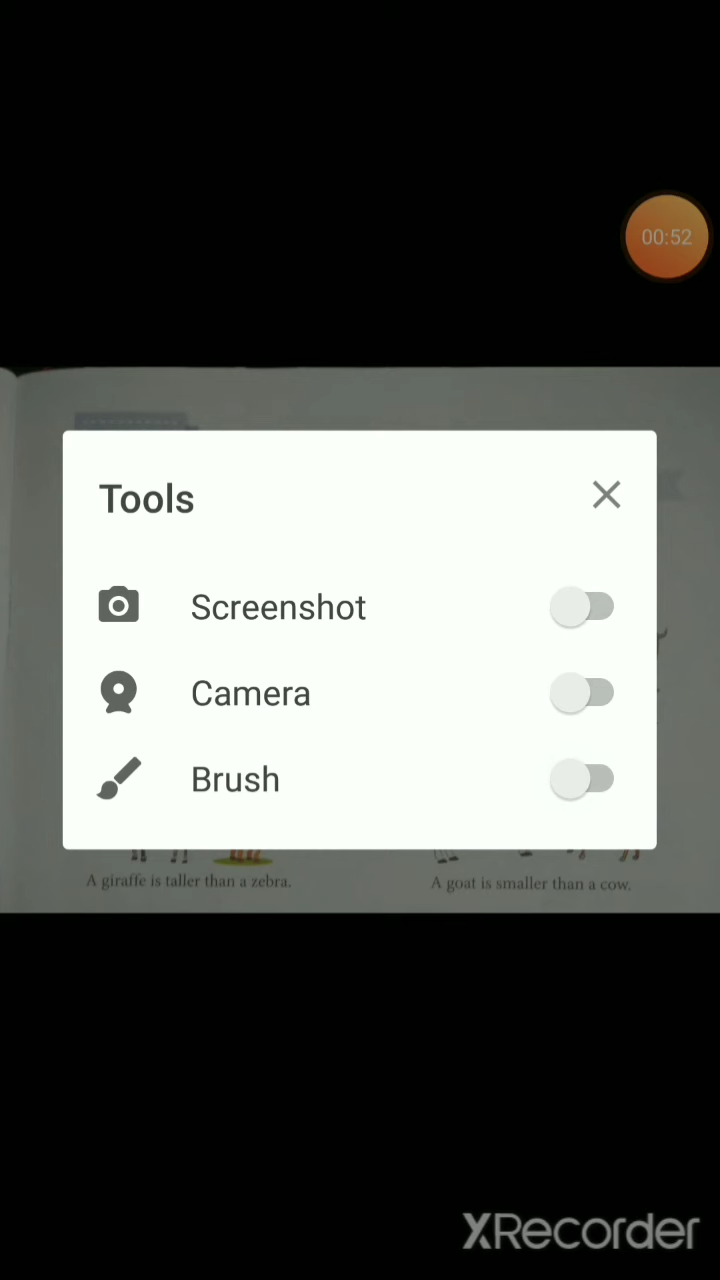 00:52
Tools
Screenshot
Camera
Brush
A giraffe is taller than a zebra.
A goat is smaller than a cow.
XRecorder